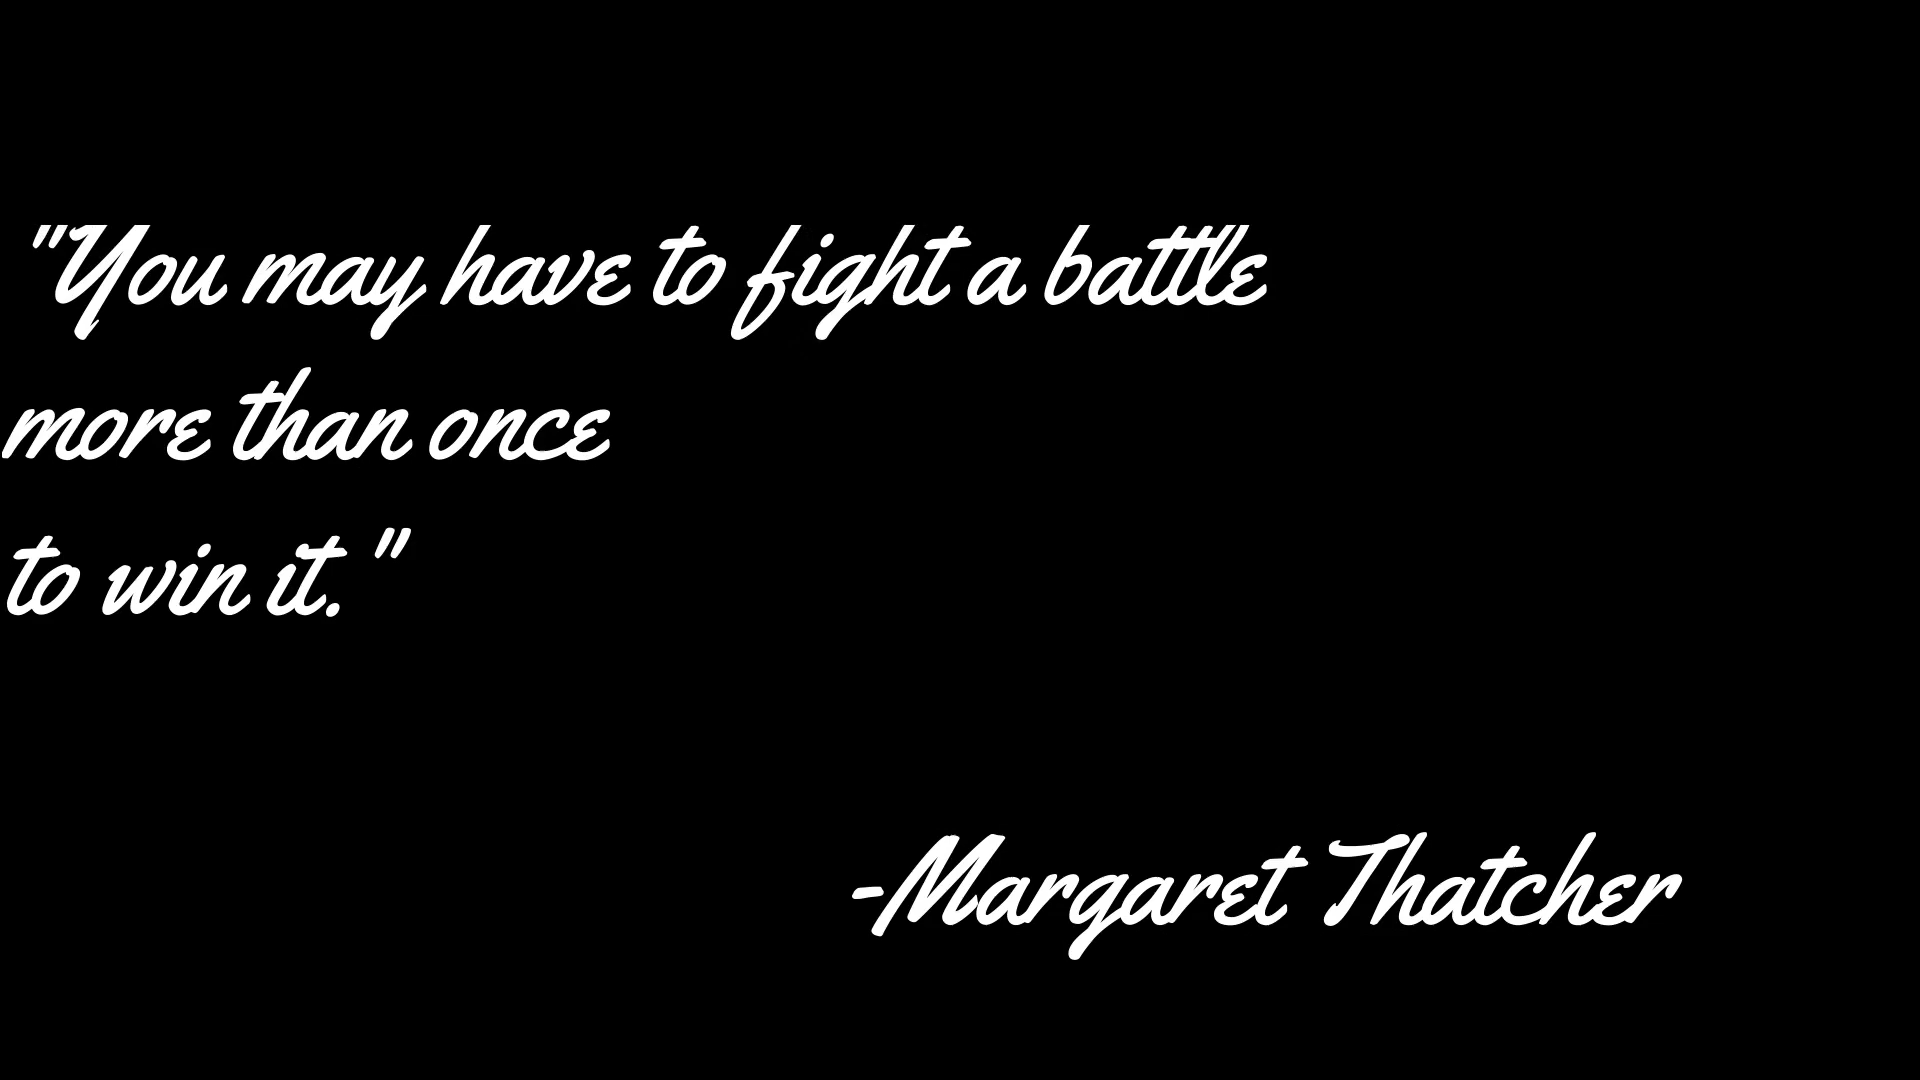 "You may have to fight a battle
more than once
to win it."
-Margaret Thatcher